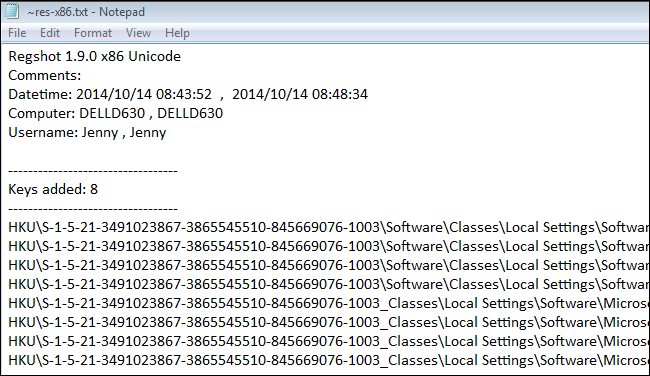 ~res-x86.txt - Notepad
File Edit Format View Help
Regshot 1.9.0 x86 Unicode
Comments:
Datetime: 2014/10/14 08:43:52 , 2014/10/14 08:48:34
Computer: DELLD630 , DELLD630
Username: Jenny , Jenny
----------------------------------
Keys added: 8
----------------------------------
HKU\S-1-5-21-3491023867-3865545510-845669076-1003\Software\Classes\Local Settings\Softwar
HKU\S-1-5-21-3491023867-3865545510-845669076-1003\Software\Classes\Local Settings\Softwar
HKU\S-1-5-21-3491023867-3865545510-845669076-1003\Software\Classes\Local Settings\Softwar
HKU\S-1-5-21-3491023867-3865545510-845669076-1003\Software\Classes\Local Settings\Softwar
HKU\S-1-5-21-3491023867-3865545510-845669076-1003_Classes\Local Settings\Software\Microso
HKU\S-1-5-21-3491023867-3865545510-845669076-1003_Classes\Local Settings\Software\Microso
HKU\S-1-5-21-3491023867-3865545510-845669076-1003_Classes\Local Settings\Software\Microso
HKU\S-1-5-21-3491023867-3865545510-845669076-1003_Classes\Local Settings\Software\Microso